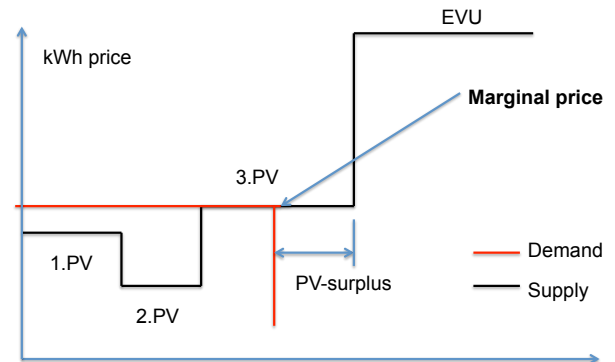 EVU
kWh price
Marginal price
3.PV
1.PV
2.PV
PV-surplus
Demand
Supply